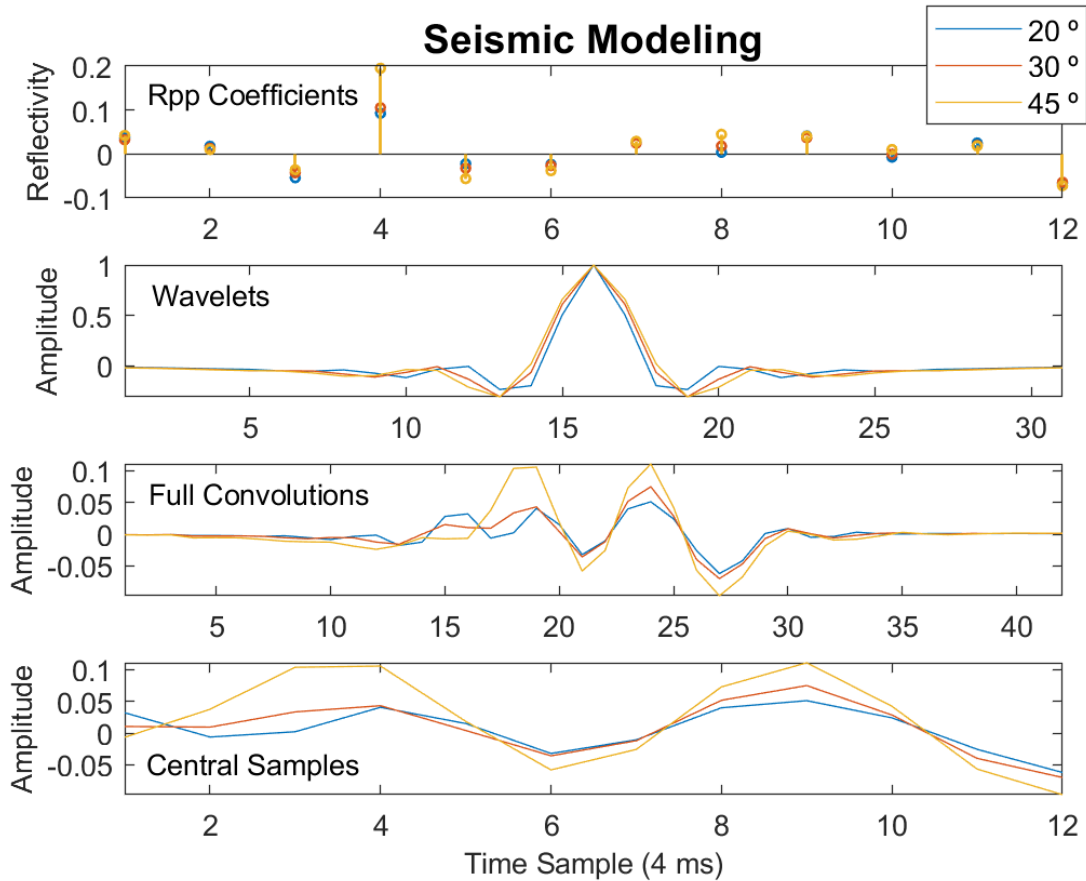 Seismic Modeling
20 º
30 º
45 º
Rpp Coefficients
Reflectivity
0.2
0.1
0
-0.1
2 4 6 8 10 12
Wavelets
Amplitude
1
0.5
0
5 10 15 20 25 30
Full Convolutions
Amplitude
0.1
0.05
0
-0.05
5 10 15 20 25 30 35 40
Central Samples
Amplitude
0.1
0.05
0
-0.05
2 4 6 8 10 12
Time Sample (4 ms)